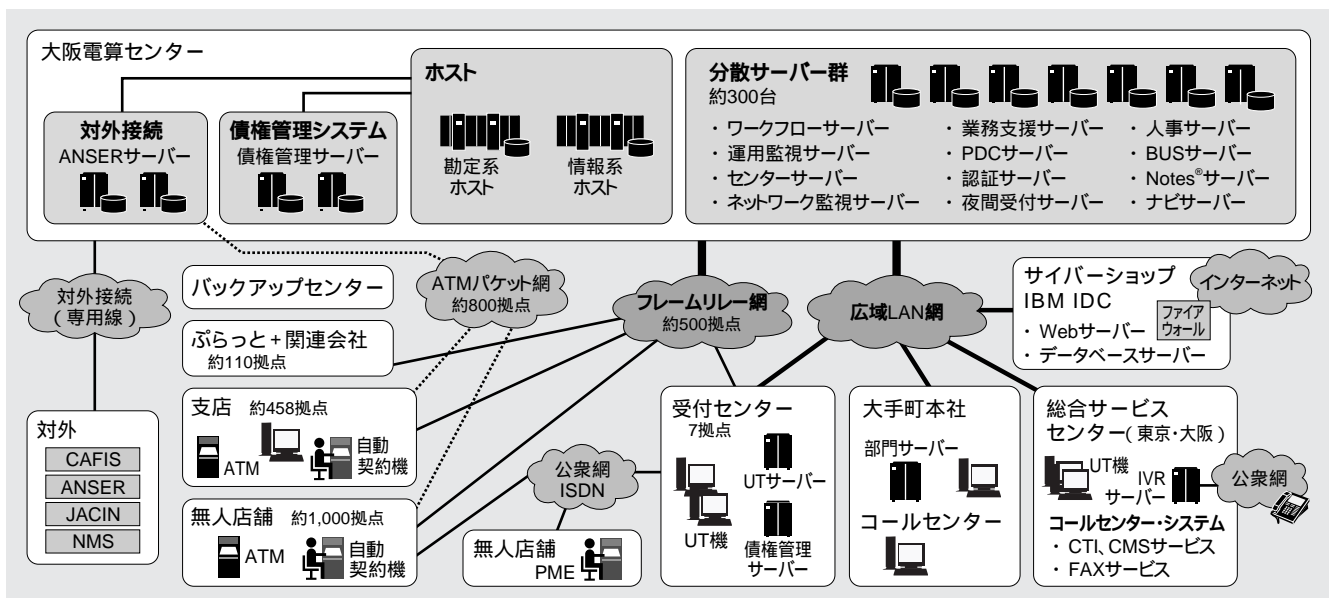 大阪電算センター
対外接続
ANSERサーバー
債権管理システム
債権管理サーバー
ホスト
勘定系
ホスト
情報系
ホスト
分散サーバー群
約300台
・ワークフローサーバー
・運用監視サーバー
・センターサーバー
・ネットワーク監視サーバー
・業務支援サーバー
・PDCサーバー
・認証サーバー
・夜間受付サーバー
・人事サーバー
・BUSサーバー
・Notes®サーバー
・ナビサーバー
対外接続
(専用線)
バックアップセンター
ATMパケット網
約800拠点
フレームリレー網
約500拠点
広域LAN網
サイバーショップ
IBM IDC
・Webサーバー
・データベースサーバー
ファイア
ウォール
インターネット
ぷらっと+関連会社
約110拠点
対外
CAFIS
ANSER
JACIN
NMS
支店 約458拠点
ATM
自動
契約機
無人店舗 約1,000拠点
ATM
自動
契約機
公衆網
ISDN
無人店舗
PME
受付センター
7拠点
UTサーバー
UT機
債権管理
サーバー
大手町本社
部門サーバー
コールセンター
総合サービス
センター(東京・大阪)
UT機
IVR
サーバー
公衆網
コールセンター・システム
・CTI、CMSサービス
・FAXサービス